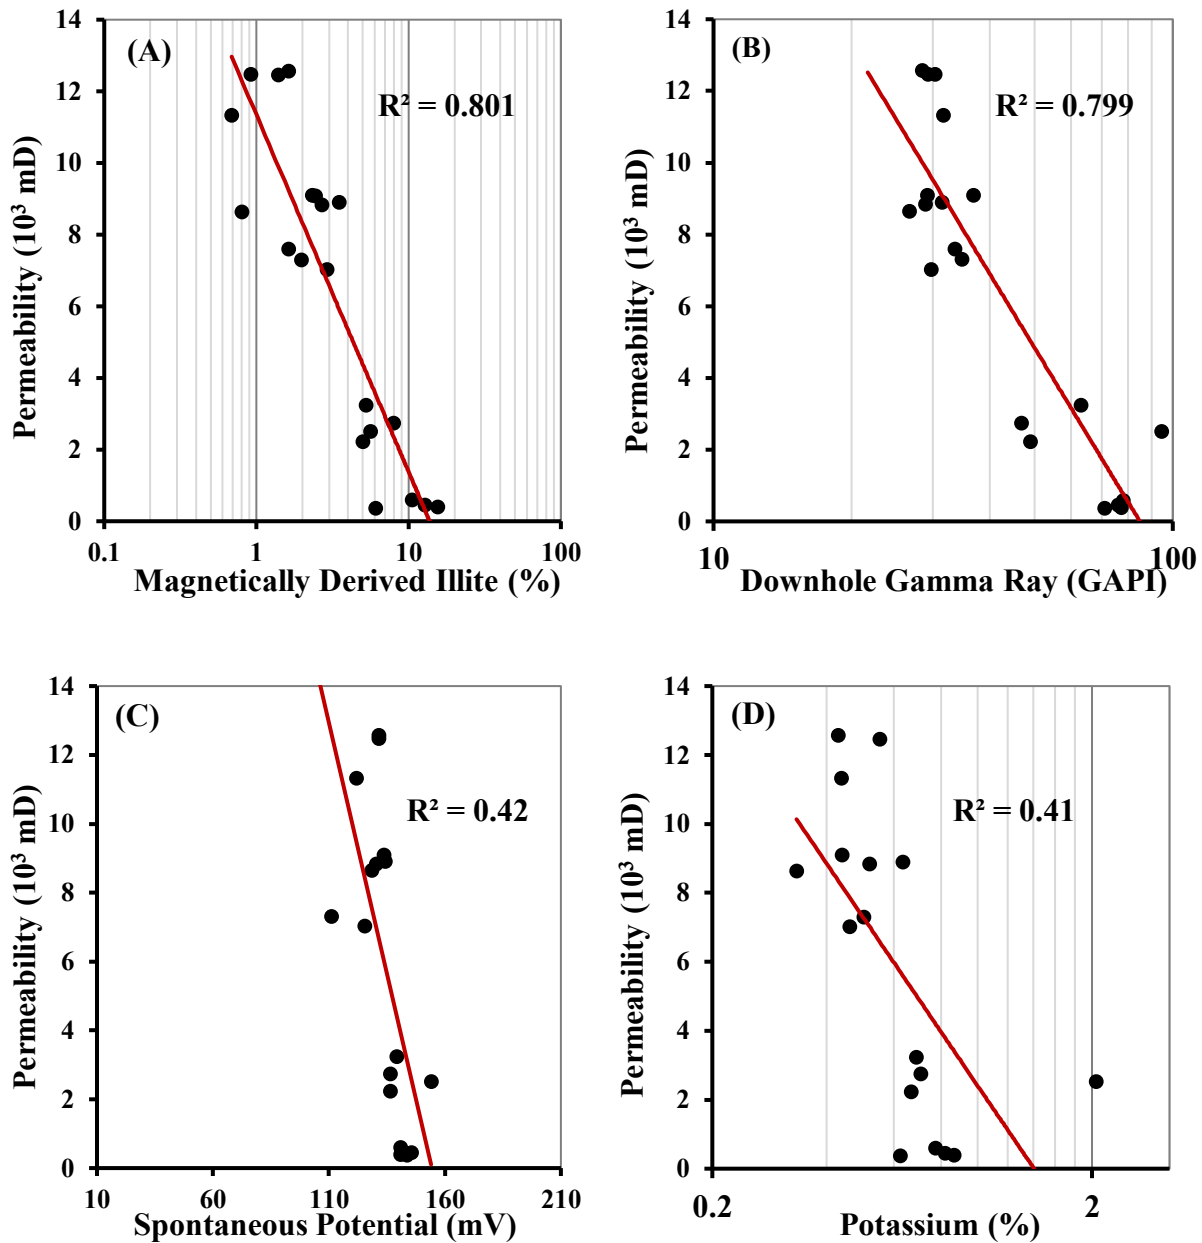 (A)
R² = 0.801
Permeability (10³ mD)
14
12
10
8
6
4
2
0
0.1 1 10 100
Magnetically Derived Illite (%)
(B)
R² = 0.799
Permeability (10³ mD)
14
12
10
8
6
4
2
0
10 100
Downhole Gamma Ray (GAPI)
(C)
R² = 0.42
Permeability (10³ mD)
14
12
10
8
6
4
2
0
10 60 110 160 210
Spontaneous Potential (mV)
(D)
R² = 0.41
Permeability (10³ mD)
14
12
10
8
6
4
2
0
0.2 2
Potassium (%)